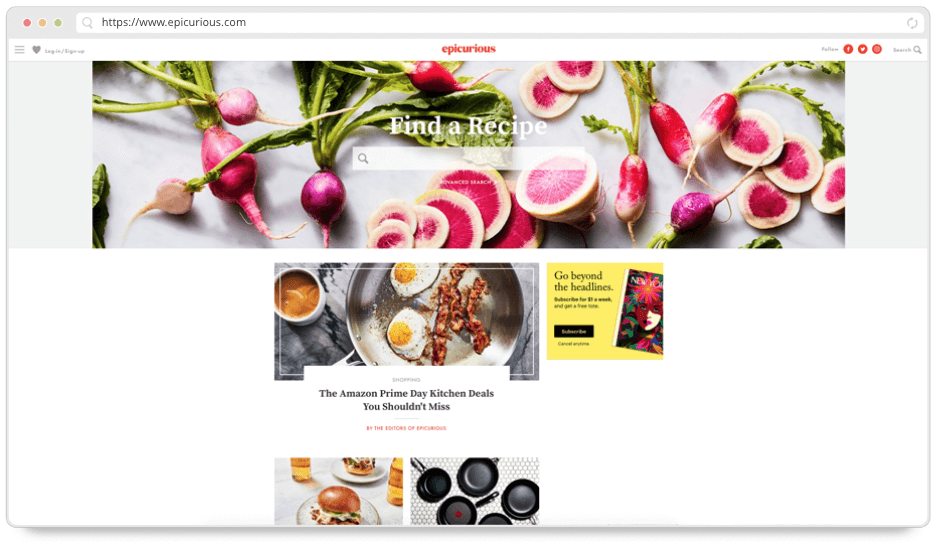 https://www.epicurious.com
Log-In/Sign-up
epicurious
Follow
Search
Find a Recipe
ADVANCED SEARCH
Go beyond
the headlines.
Subscribe for $1 a week,
and get a free tote.
Subscribe
Cancel anytime
SHOPPING
The Amazon Prime Day Kitchen Deals
You Shouldn't Miss
BY THE EDITORS OF EPICURIOUS